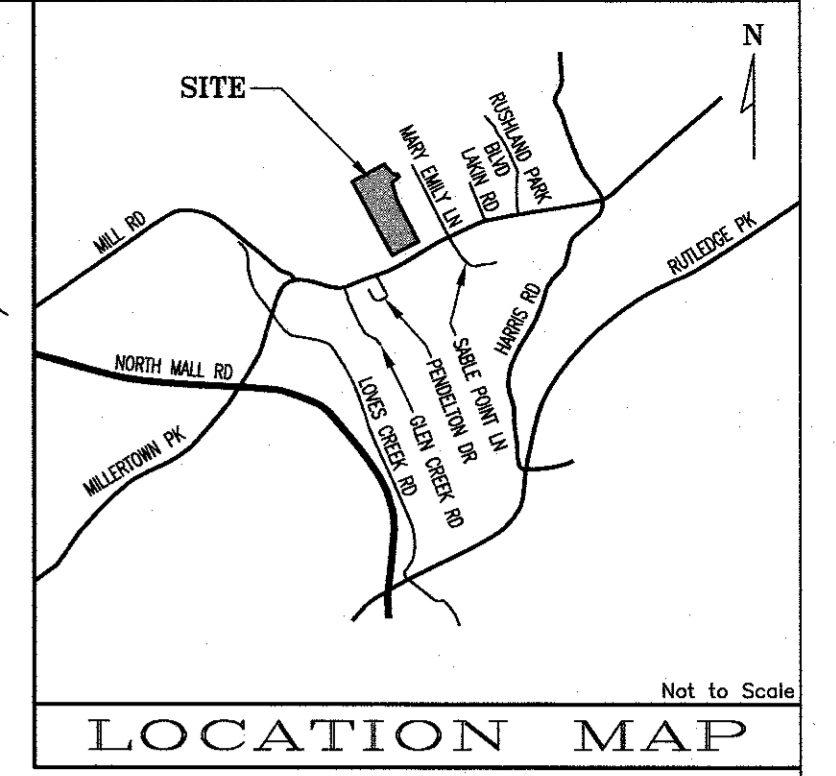 N
SITE
RUSHLAND PARK
BLVD
LAKIN RD
MARY EMILY LN
MILL RD
RUTLEDGE PK
HARRIS RD
SABLE POINT LN
PENDELTON DR
GLEN CREEK RD
LOVES CREEK RD
NORTH MALL RD
MILLERTOWN PK
Not to Scale
LOCATION MAP